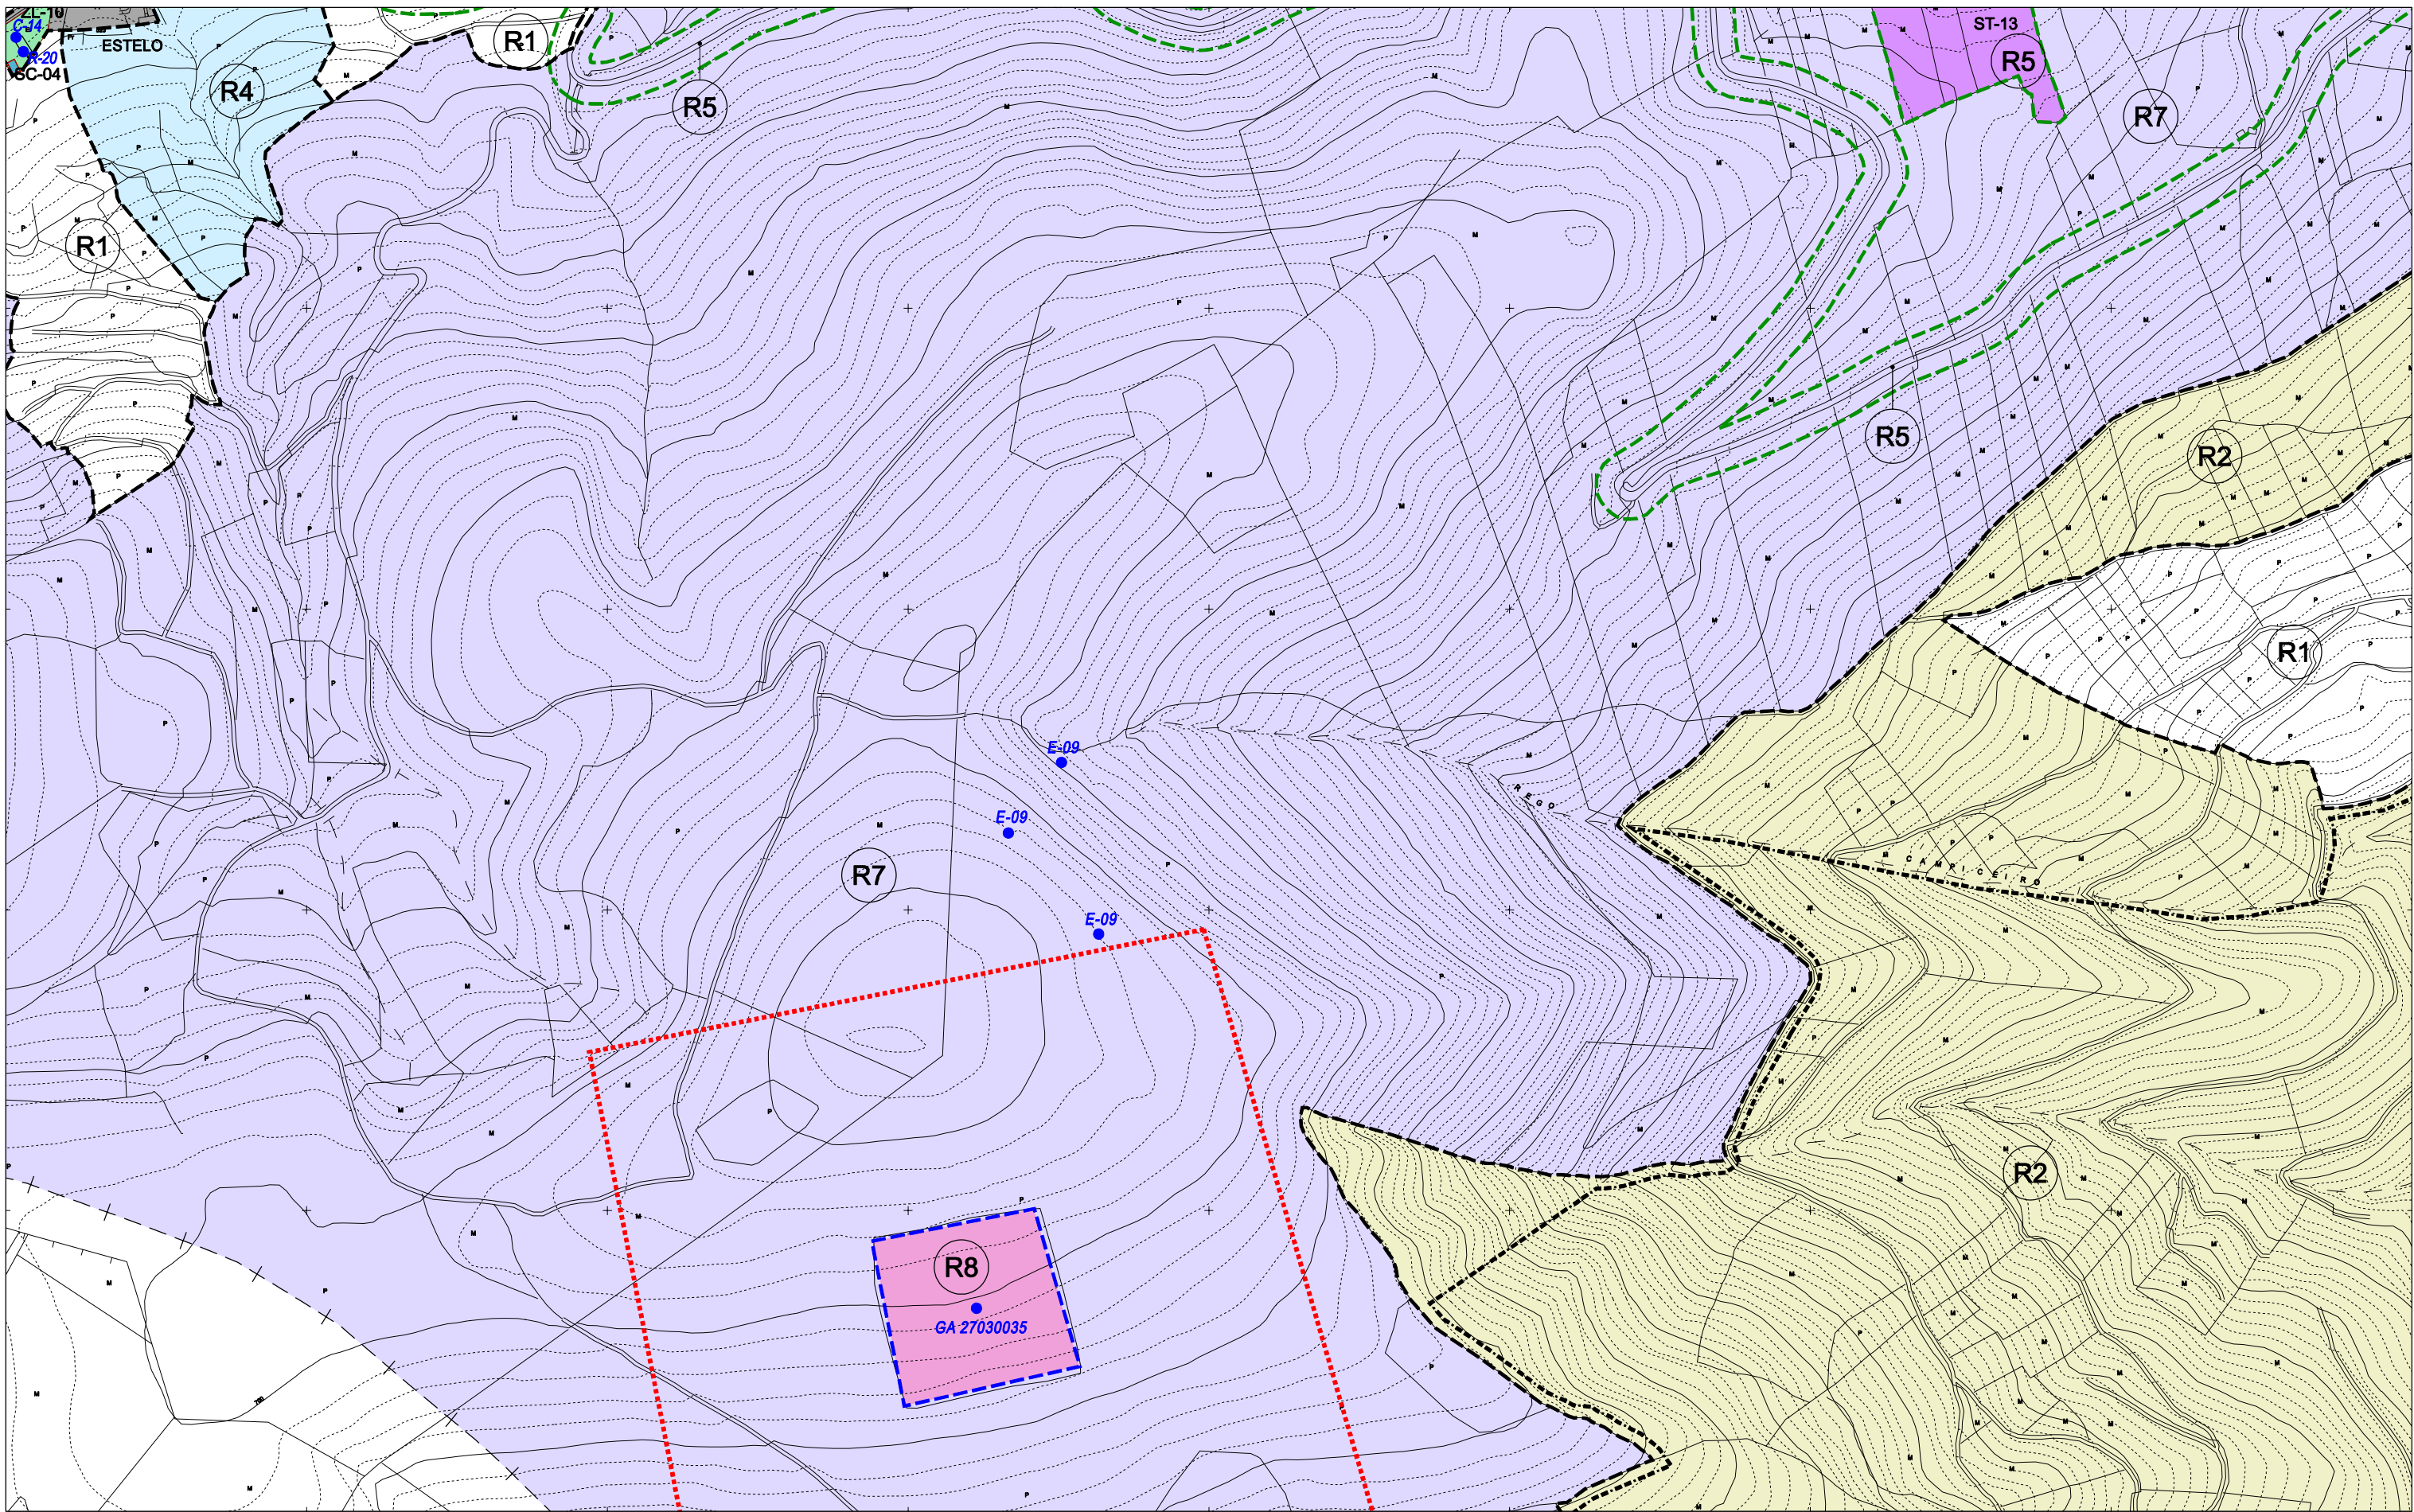 C-14
R-20
SC-04
ESTELO
R4
R1
R5
ST-13
R5
R7
R1
R5
R2
R1
E-09
E-09
REGO
CAMPICEIRO
R7
E-09
R2
R8
GA 27030035
700